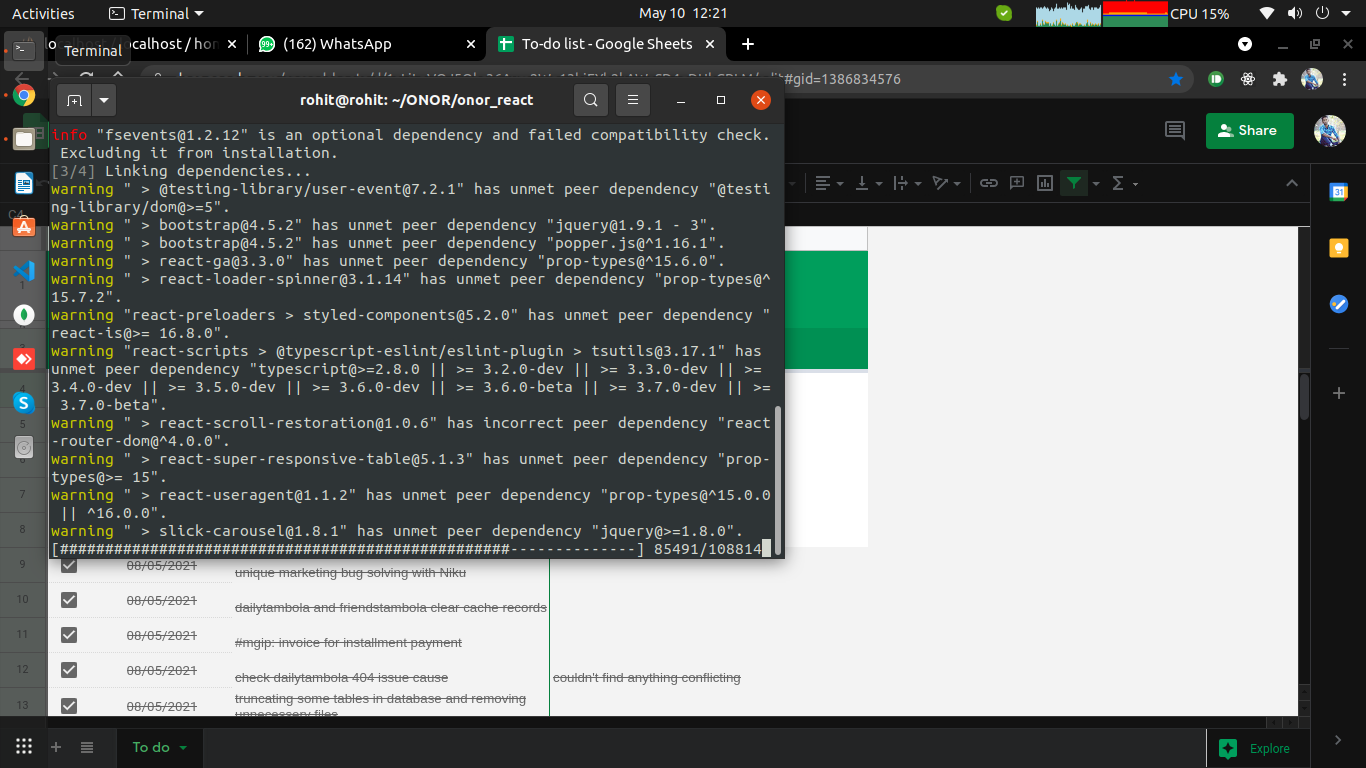 Activities
Terminal
May 10 12:21
CPU 15%
localhost / localhost / hor
(162) WhatsApp
To-do list - Google Sheets
Terminal
edit#gid=1386834576
rohit@rohit: ~/ONOR/onor_react
Share
info "fsevents@1.2.12" is an optional dependency and failed compatibility check.
Excluding it from installation.
[3/4] Linking dependencies...
warning " > @testing-library/user-event@7.2.1" has unmet peer dependency "@testi
ng-library/dom@>=5".
warning " > bootstrap@4.5.2" has unmet peer dependency "jquery@1.9.1 - 3".
warning " > bootstrap@4.5.2" has unmet peer dependency "popper.js@^1.16.1".
warning " > react-ga@3.3.0" has unmet peer dependency "prop-types@^15.6.0".
warning " > react-loader-spinner@3.1.14" has unmet peer dependency "prop-types@^
15.7.2".
warning "react-preloaders > styled-components@5.2.0" has unmet peer dependency "
react-is@>= 16.8.0".
warning "react-scripts > @typescript-eslint/eslint-plugin > tsutils@3.17.1" has
unmet peer dependency "typescript@>=2.8.0 || >= 3.2.0-dev || >= 3.3.0-dev || >=
3.4.0-dev || >= 3.5.0-dev || >= 3.6.0-dev || >= 3.6.0-beta || >= 3.7.0-dev || >=
3.7.0-beta".
warning " > react-scroll-restoration@1.0.6" has incorrect peer dependency "react
-router-dom@^4.0.0".
warning " > react-super-responsive-table@5.1.3" has unmet peer dependency "prop-
types@>= 15".
warning " > react-useragent@1.1.2" has unmet peer dependency "prop-types@^15.0.0
|| ^16.0.0".
warning " > slick-carousel@1.8.1" has unmet peer dependency "jquery@>=1.8.0".
[##################################################--------------] 85491/108814
1
4
5
7
8
9 08/05/2021 unique marketing bug solving with Niku
10 08/05/2021 dailytambola and friendstambola clear cache records
11 08/05/2021 #mgip: invoice for installment payment
12 08/05/2021 check dailytambola 404 issue cause couldn't find anything conflicting
13 08/05/2021 truncating some tables in database and removing
unnecessery files
To do
Explore
31